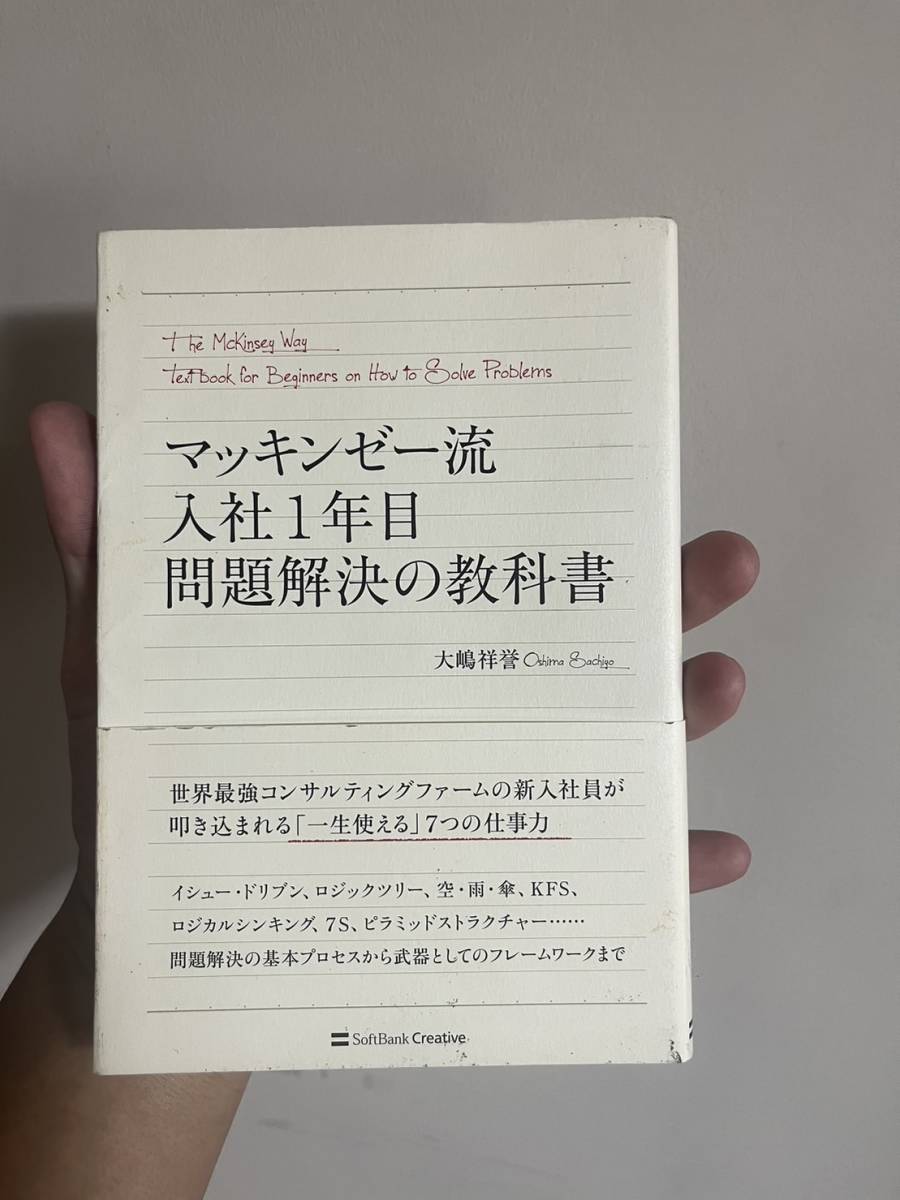 The McKinsey Way
Textbook for Beginners on How to Solve Problems
マッキンゼー流
入社1年目
問題解決の教科書
大嶋祥誉 Oshima Sachiyo
世界最強コンサルティングファームの新入社員が
叩き込まれる「一生使える」7つの仕事力
イシュー・ドリブン、ロジックツリー、空・雨・傘、KFS、
ロジカルシンキング、7S、ピラミッドストラクチャー……
問題解決の基本プロセスから武器としてのフレームワークまで
SoftBank Creative